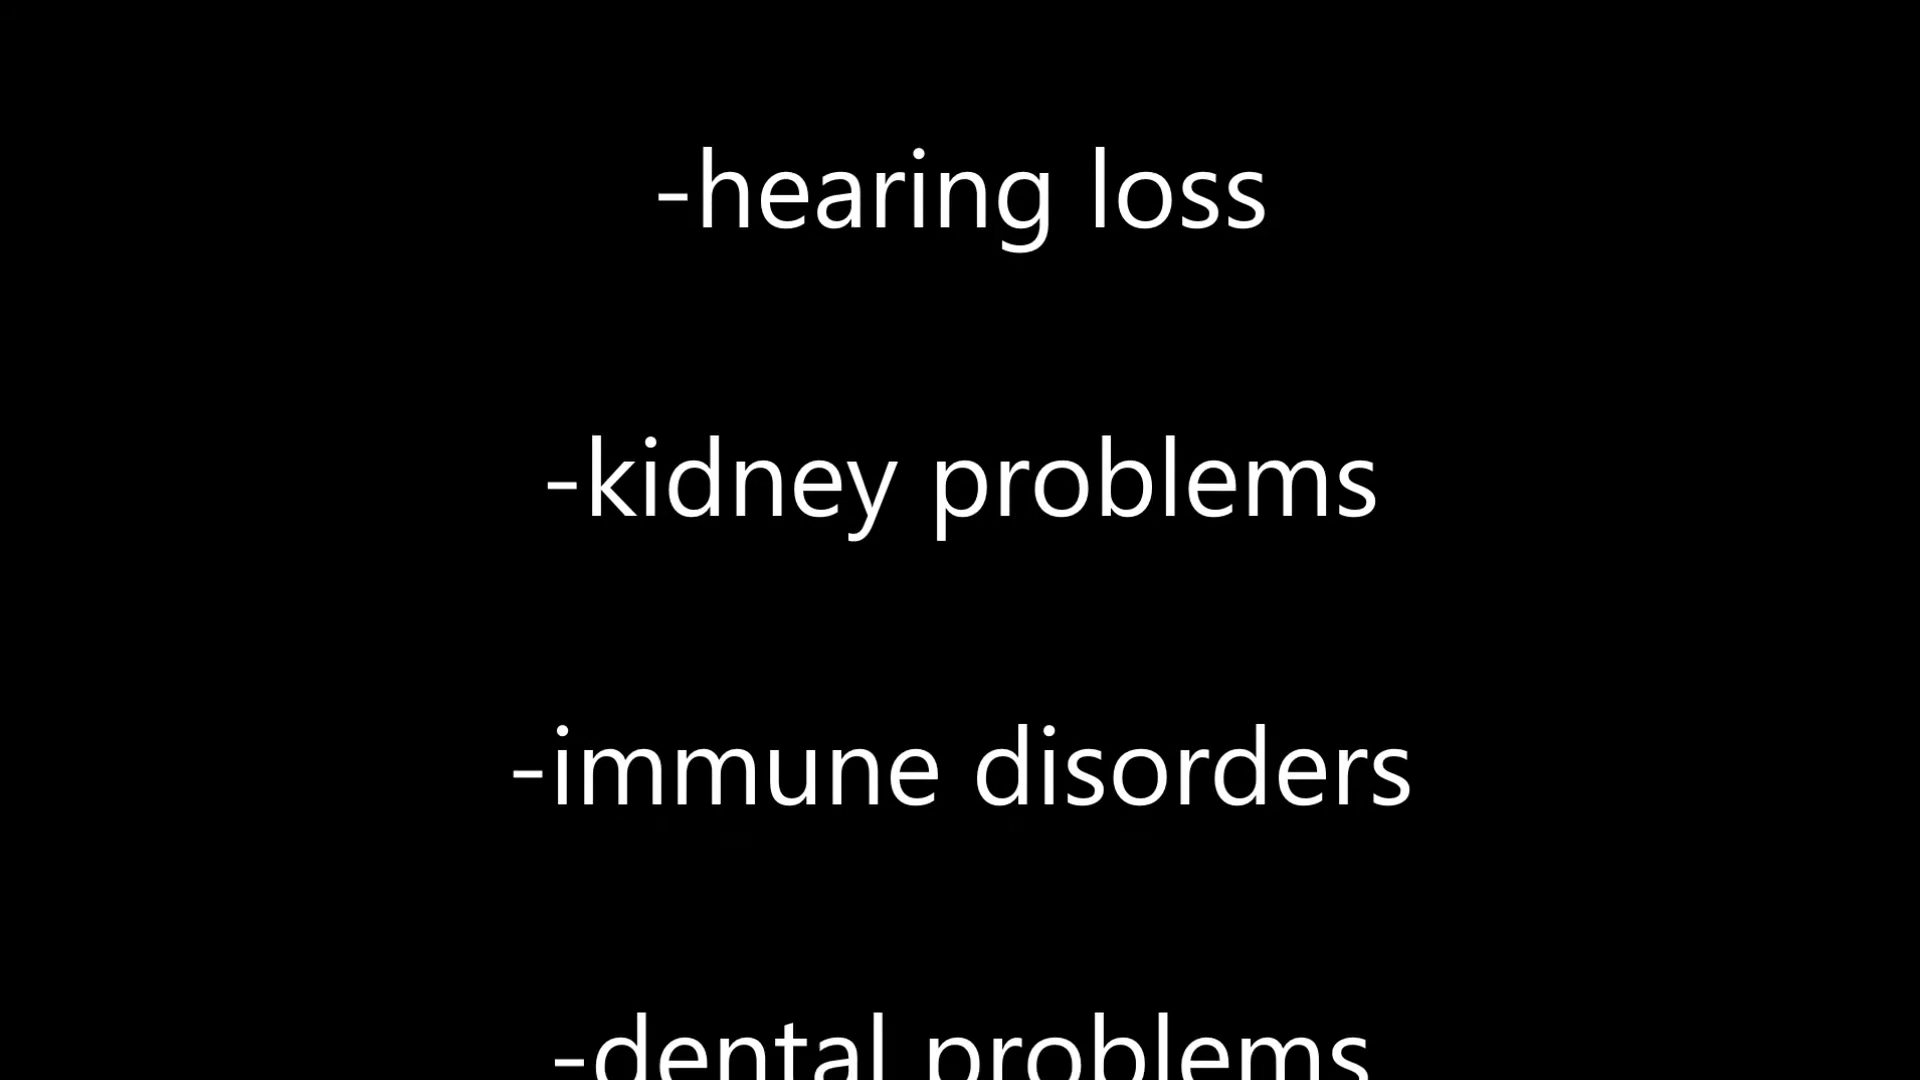 -hearing loss
-kidney problems
-immune disorders
-dental problems